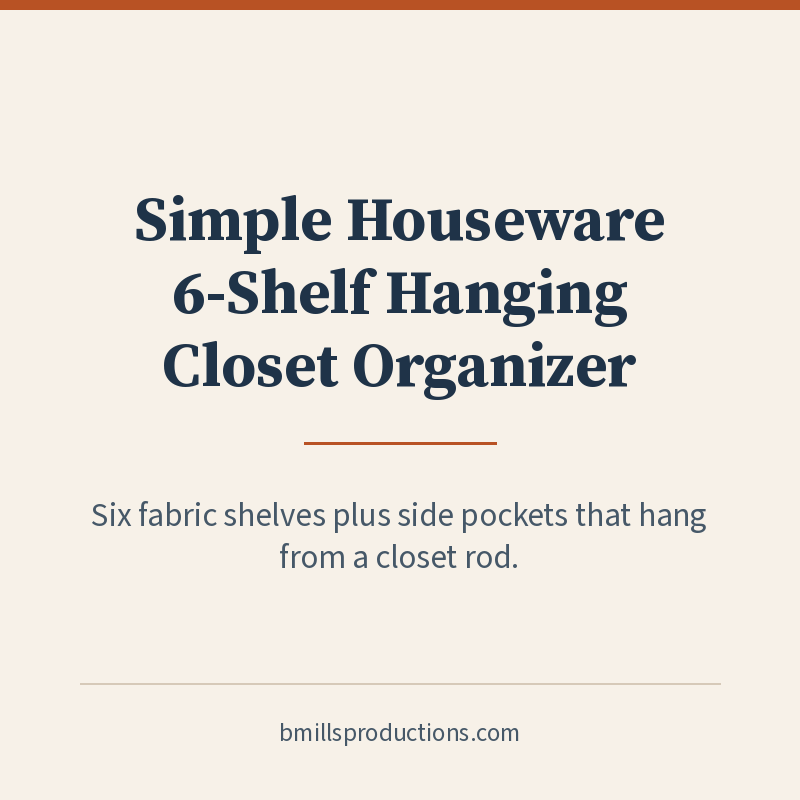 Simple Houseware
6-Shelf Hanging
Closet Organizer
Six fabric shelves plus side pockets that hang
from a closet rod.
bmillsproductions.com